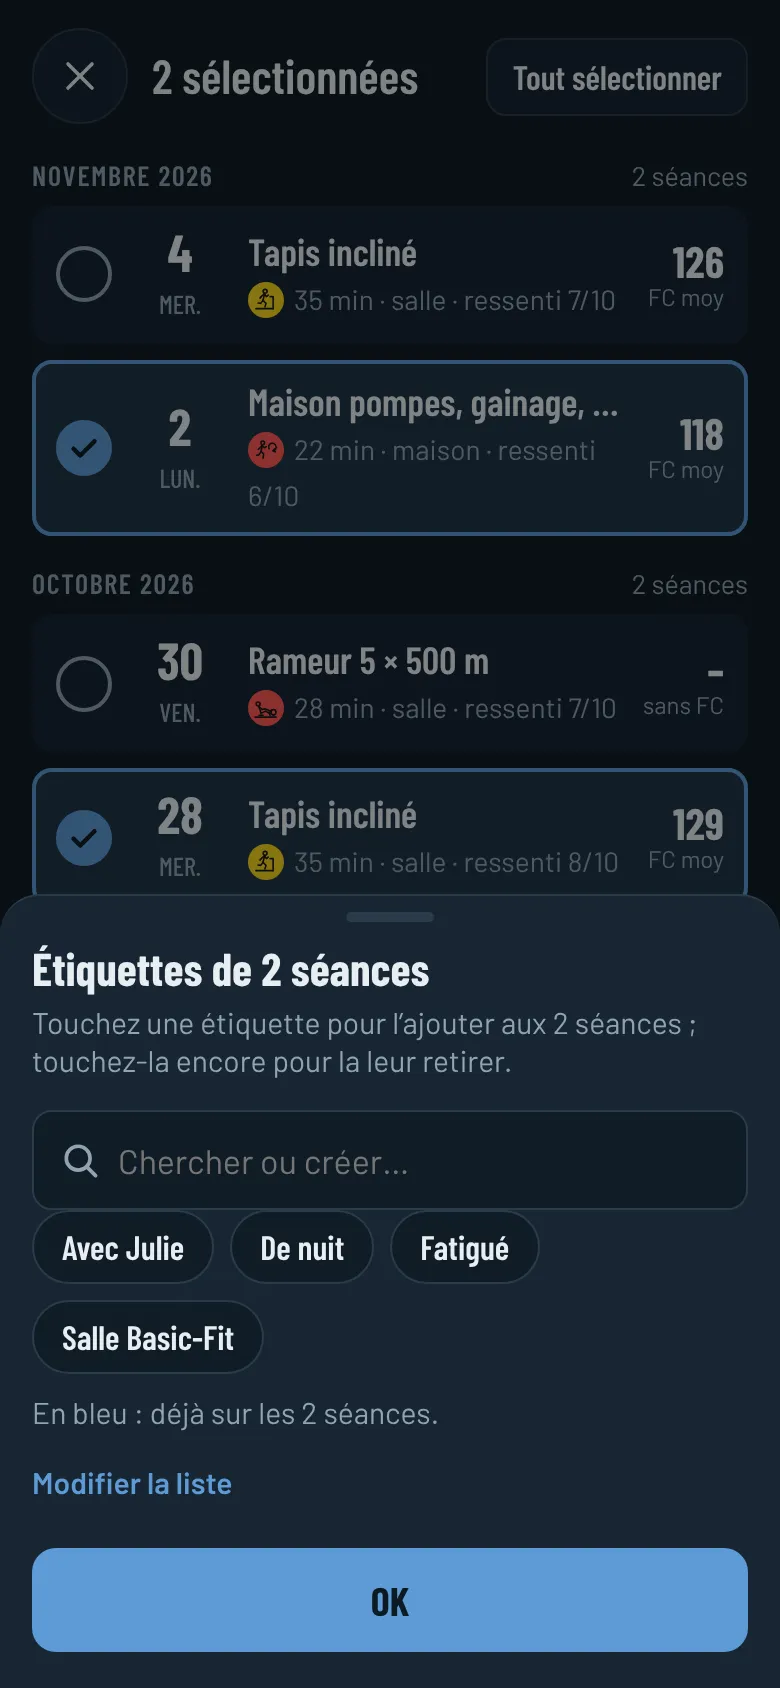 2 sélectionnées
Tout sélectionner
NOVEMBRE 2026
2 séances
4
MER.
Tapis incliné
35 min · salle · ressenti 7/10
126
FC moy
2
LUN.
Maison pompes, gainage, ...
22 min · maison · ressenti
6/10
118
FC moy
OCTOBRE 2026
2 séances
30
VEN.
Rameur 5 × 500 m
28 min · salle · ressenti 7/10
-
sans FC
28
MER.
Tapis incliné
35 min · salle · ressenti 8/10
129
FC moy
Étiquettes de 2 séances
Touchez une étiquette pour l’ajouter aux 2 séances ;
touchez-la encore pour la leur retirer.
Chercher ou créer...
Avec Julie
De nuit
Fatigué
Salle Basic-Fit
En bleu : déjà sur les 2 séances.
Modifier la liste
OK